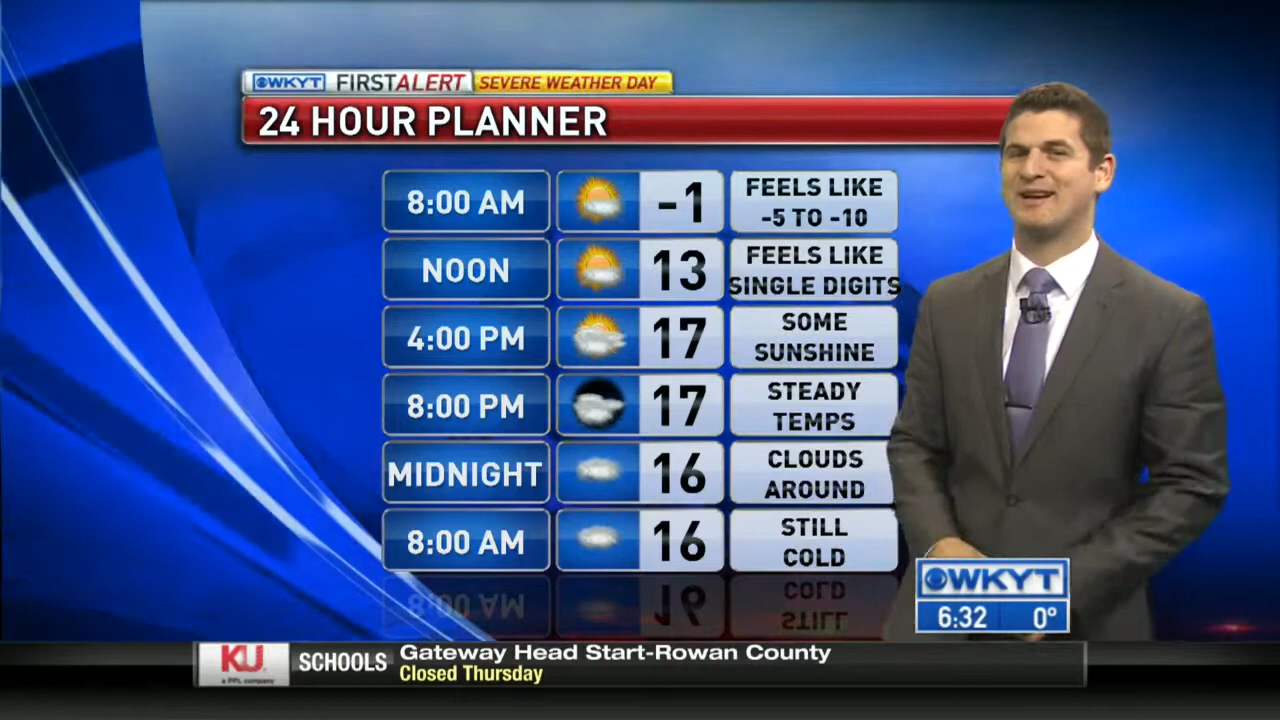 WKYT FIRSTALERT SEVERE WEATHER DAY
24 HOUR PLANNER
8:00 AM -1 FEELS LIKE
-5 TO -10
NOON 13 FEELS LIKE
SINGLE DIGITS
4:00 PM 17 SOME
SUNSHINE
8:00 PM 17 STEADY
TEMPS
MIDNIGHT 16 CLOUDS
AROUND
8:00 AM 16 STILL
COLD
WKYT
6:32 0°
KU
a PPL company
SCHOOLS
Gateway Head Start-Rowan County
Closed Thursday